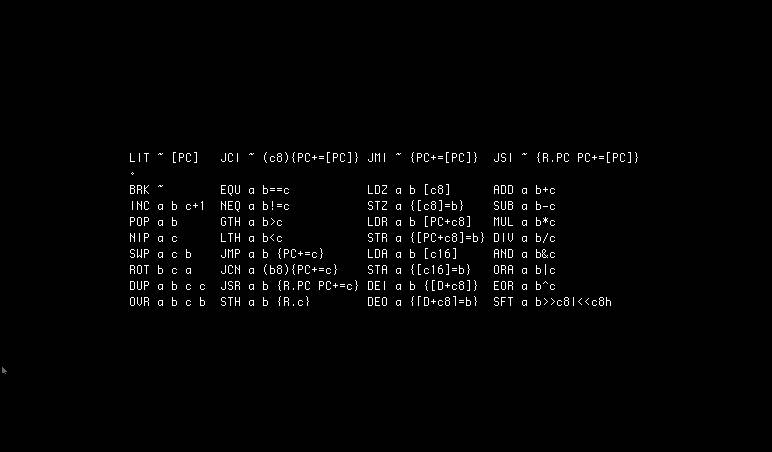 LIT ~ [PC] JCI ~ (c8){PC+=[PC]} JMI ~ {PC+=[PC]} JSI ~ {R.PC PC+=[PC]}
°
BRK ~ EQU a b==c LDZ a b [c8] ADD a b+c
INC a b c+1 NEQ a b!=c STZ a {[c8]=b} SUB a b-c
POP a b GTH a b>c LDR a b [PC+c8] MUL a b*c
NIP a c LTH a b<c STR a {[PC+c8]=b} DIV a b/c
SWP a c b JMP a b {PC+=c} LDA a b [c16] AND a b&c
ROT b c a JCN a (b8){PC+=c} STA a {[c16]=b} ORA a b|c
DUP a b c c JSR a b {R.PC PC+=c} DEI a b {[D+c8]} EOR a b^c
OVR a b c b STH a b {R.c} DEO a {[D+c8]=b} SFT a b>>c8l<<c8h